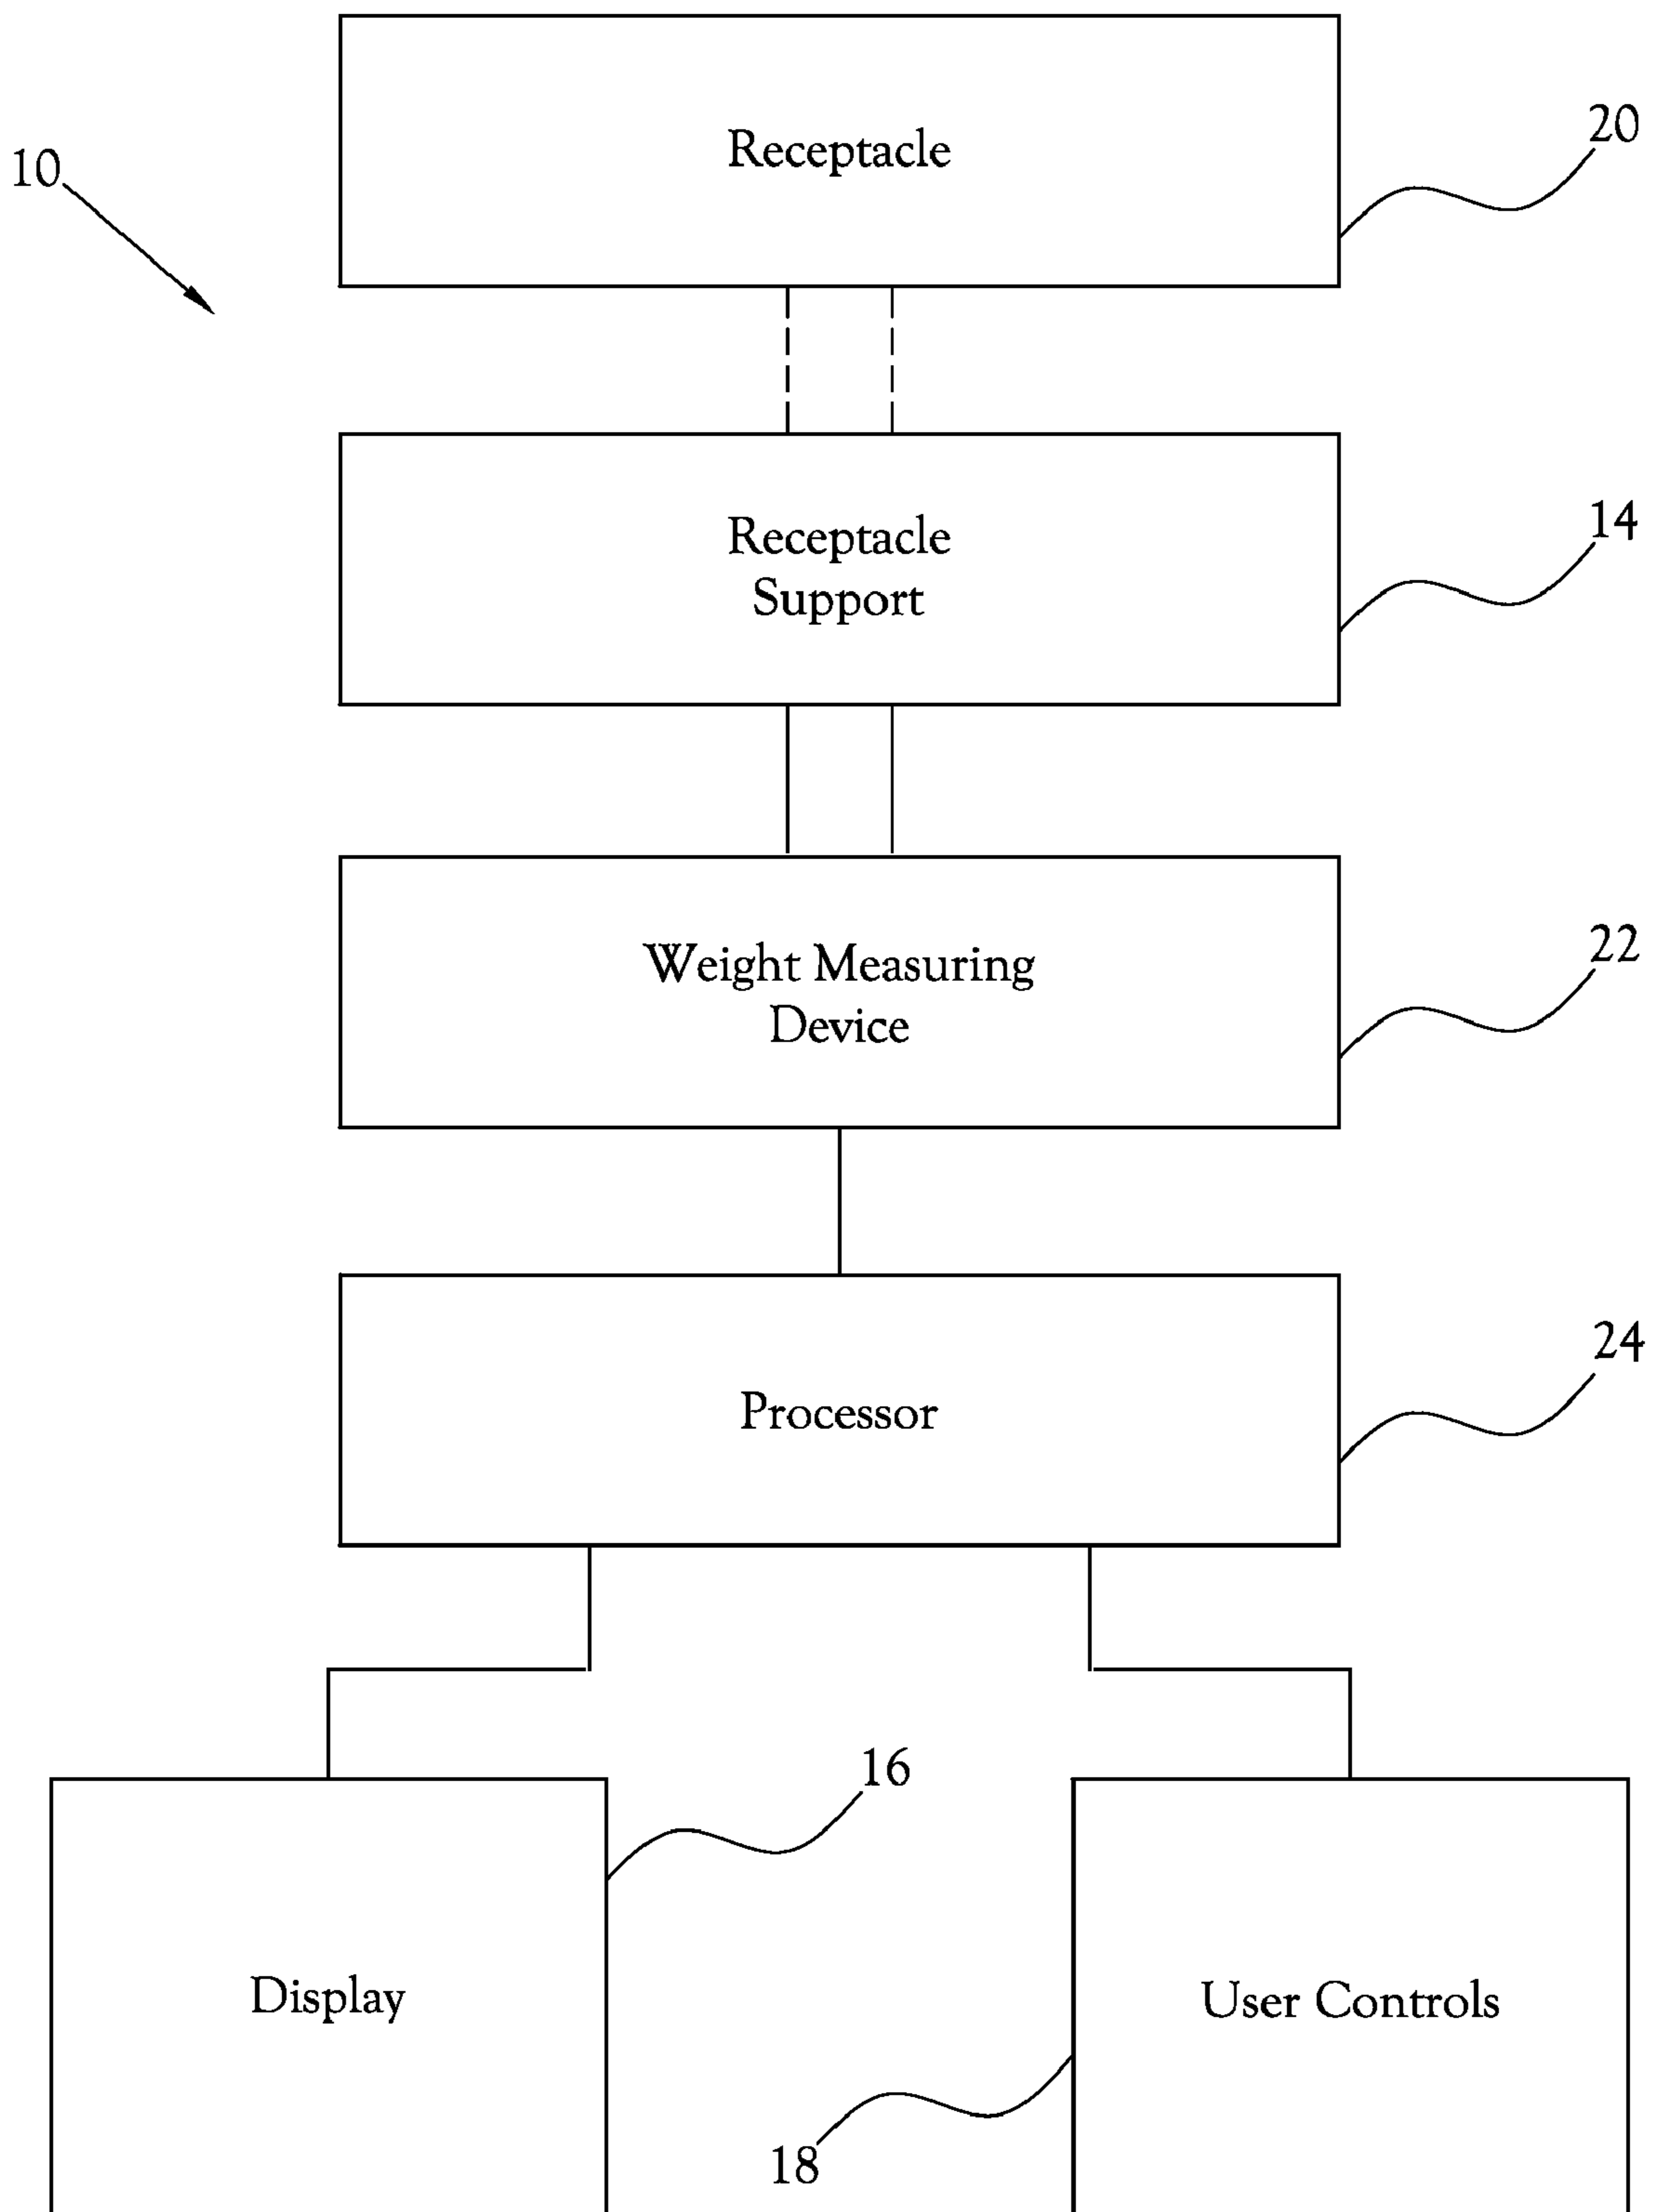 10
Receptacle
20
Receptacle
Support
14
Weight Measuring
Device
22
Processor
24
16
Display
User Controls
18